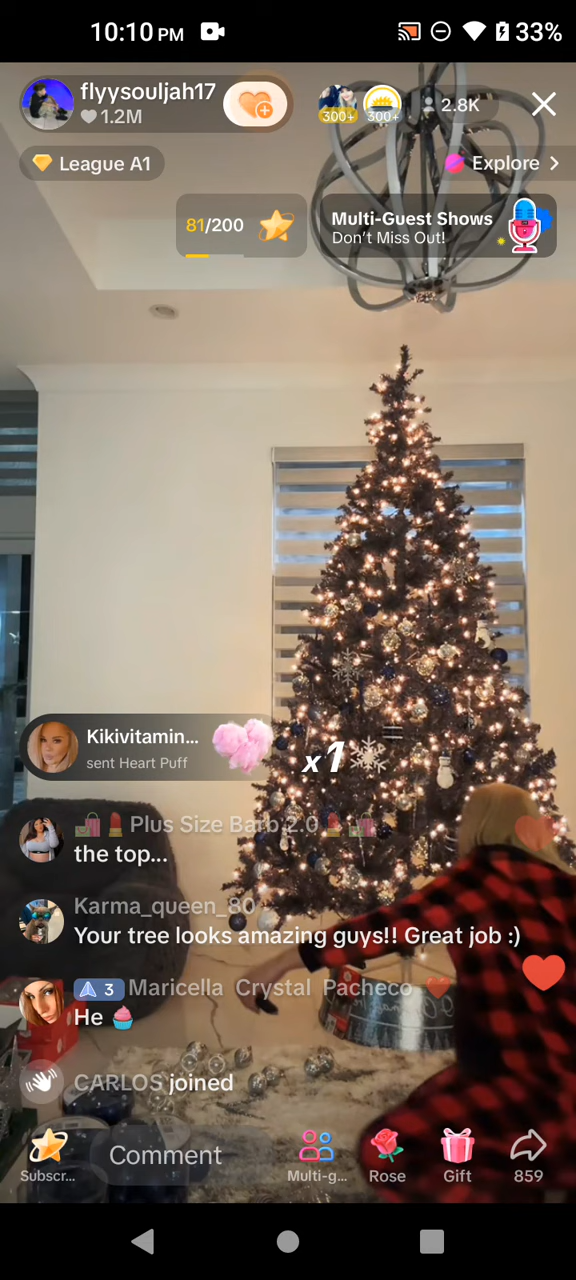 10:10 PM
33%
flyysouljah17
1.2M
300+
300+
2.8K
League A1
Explore >
81/200
Multi-Guest Shows
Don't Miss Out!
Kikivitamin...
sent Heart Puff
x1
Plus Size Barb 2.0
the top...
Karma_queen_80
Your tree looks amazing guys!! Great job :)
3 Maricella Crystal Pacheco
He 🧁
CARLOS joined
Comment
Subscr...
Multi-g...
Rose
Gift
859